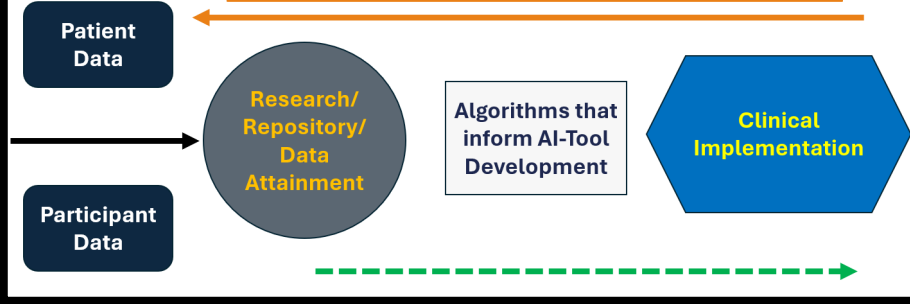 Patient
Data
Participant
Data
Research/
Repository/
Data
Attainment
Algorithms that
inform AI-Tool
Development
Clinical
Implementation